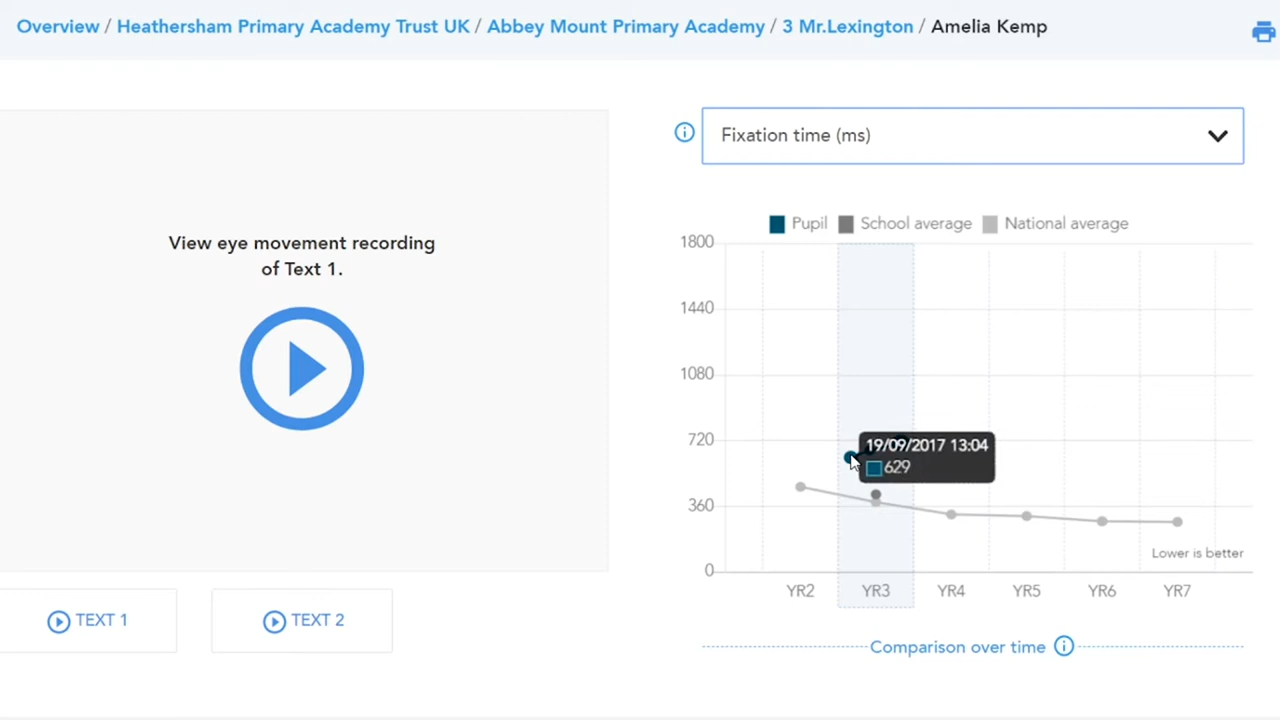 Overview / Heathersham Primary Academy Trust UK / Abbey Mount Primary Academy / 3 Mr.Lexington / Amelia Kemp
View eye movement recording
of Text 1.
TEXT 1
TEXT 2
Fixation time (ms)
Pupil School average National average
1800
1440
1080
720
360
0
19/09/2017 13:04
629
Lower is better
YR2 YR3 YR4 YR5 YR6 YR7
Comparison over time